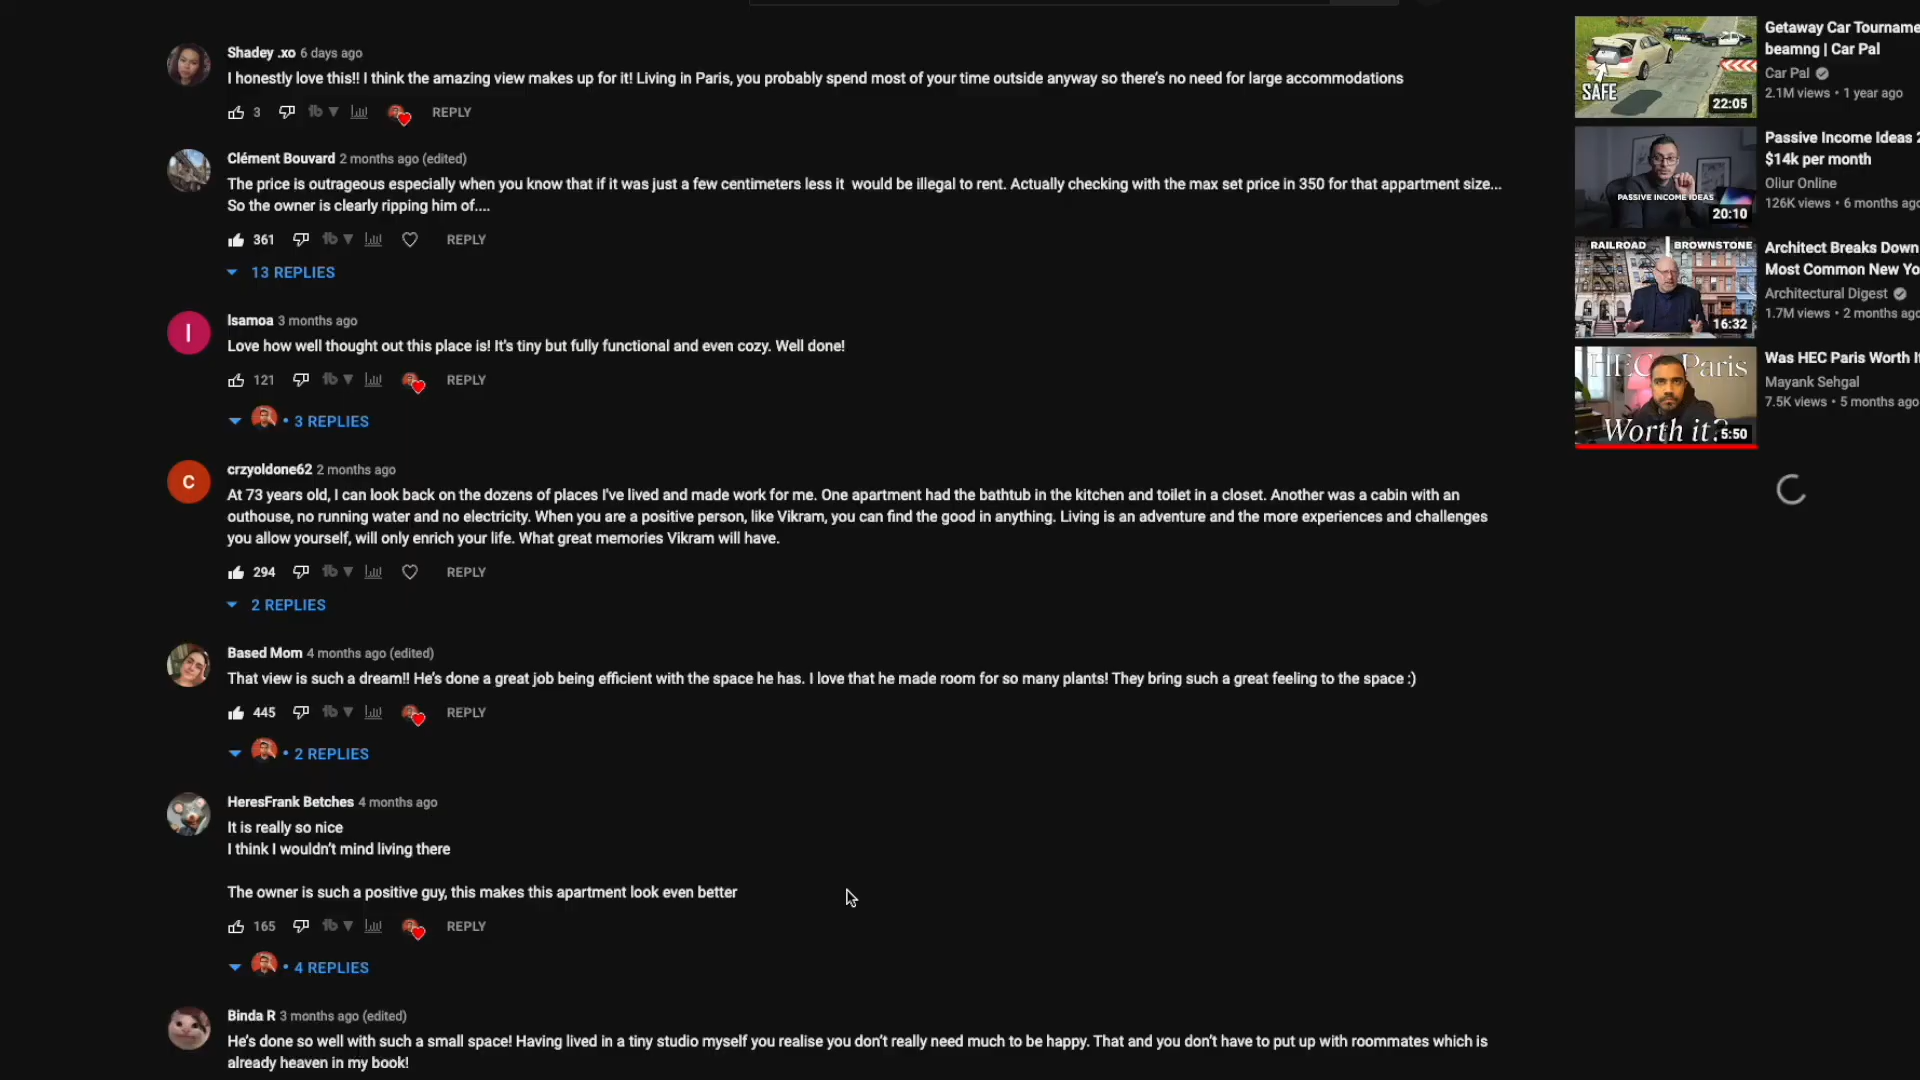 Shadey .xo 6 days ago
I honestly love this!! I think the amazing view makes up for it! Living in Paris, you probably spend most of your time outside anyway so there's no need for large accommodations
3 REPLY
Clément Bouvard 2 months ago (edited)
The price is outrageous especially when you know that if it was just a few centimeters less it would be illegal to rent. Actually checking with the max set price in 350 for that appartment size...
So the owner is clearly ripping him of....
361 REPLY
13 REPLIES
Isamoa 3 months ago
Love how well thought out this place is! It's tiny but fully functional and even cozy. Well done!
121 REPLY
• 3 REPLIES
crzyoldone62 2 months ago
At 73 years old, I can look back on the dozens of places I've lived and made work for me. One apartment had the bathtub in the kitchen and toilet in a closet. Another was a cabin with an
outhouse, no running water and no electricity. When you are a positive person, like Vikram, you can find the good in anything. Living is an adventure and the more experiences and challenges
you allow yourself, will only enrich your life. What great memories Vikram will have.
294 REPLY
2 REPLIES
Based Mom 4 months ago (edited)
That view is such a dream!! He's done a great job being efficient with the space he has. I love that he made room for so many plants! They bring such a great feeling to the space :)
445 REPLY
• 2 REPLIES
HeresFrank Betches 4 months ago
It is really so nice
I think I wouldn't mind living there
The owner is such a positive guy, this makes this apartment look even better
165 REPLY
• 4 REPLIES
Binda R 3 months ago (edited)
He's done so well with such a small space! Having lived in a tiny studio myself you realise you don't really need much to be happy. That and you don't have to put up with roommates which is
already heaven in my book!
SAFE
22:05
Getaway Car Tourname
beamng | Car Pal
Car Pal
2.1M views • 1 year ago
PASSIVE INCOME IDEAS
20:10
Passive Income Ideas 2
$14k per month
Oliur Online
126K views • 6 months ago
RAILROAD BROWNSTONE
16:32
Architect Breaks Down
Most Common New Yo
Architectural Digest
1.7M views • 2 months ago
HEC Paris
Worth it?
5:50
Was HEC Paris Worth I
Mayank Sehgal
7.5K views • 5 months ago